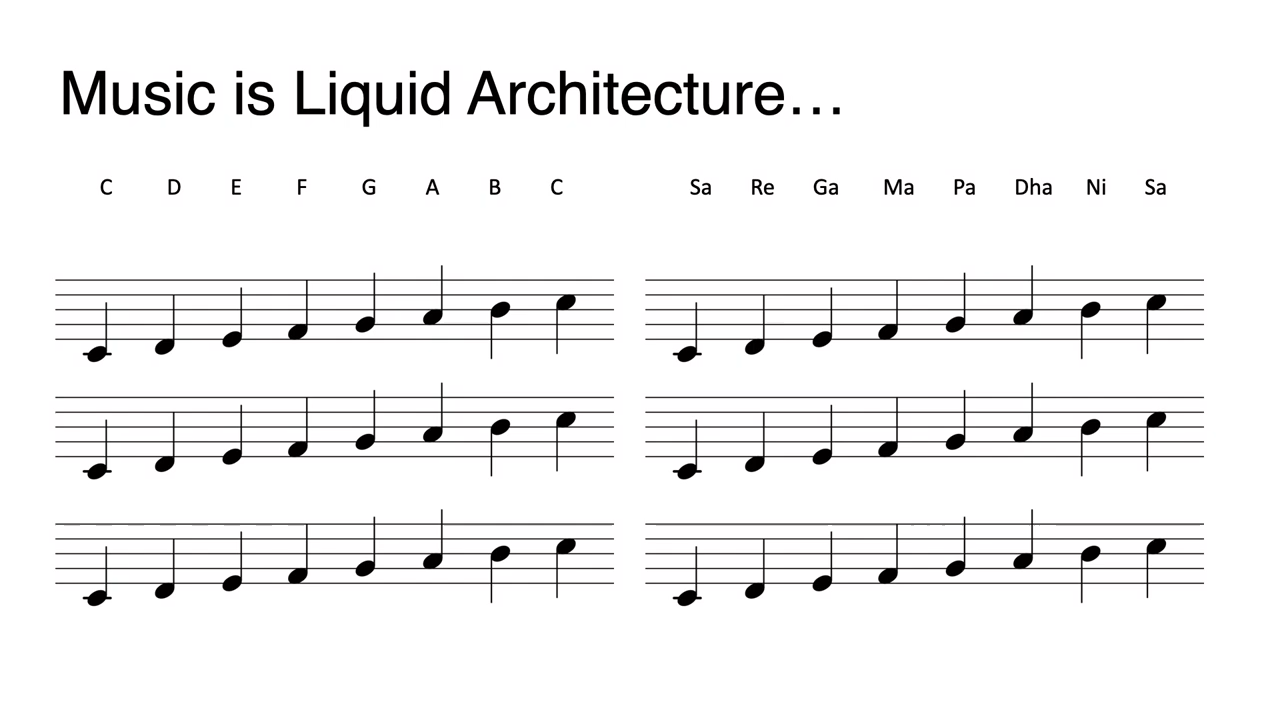 Music is Liquid Architecture…
C D E F G A B C
Sa Re Ga Ma Pa Dha Ni Sa